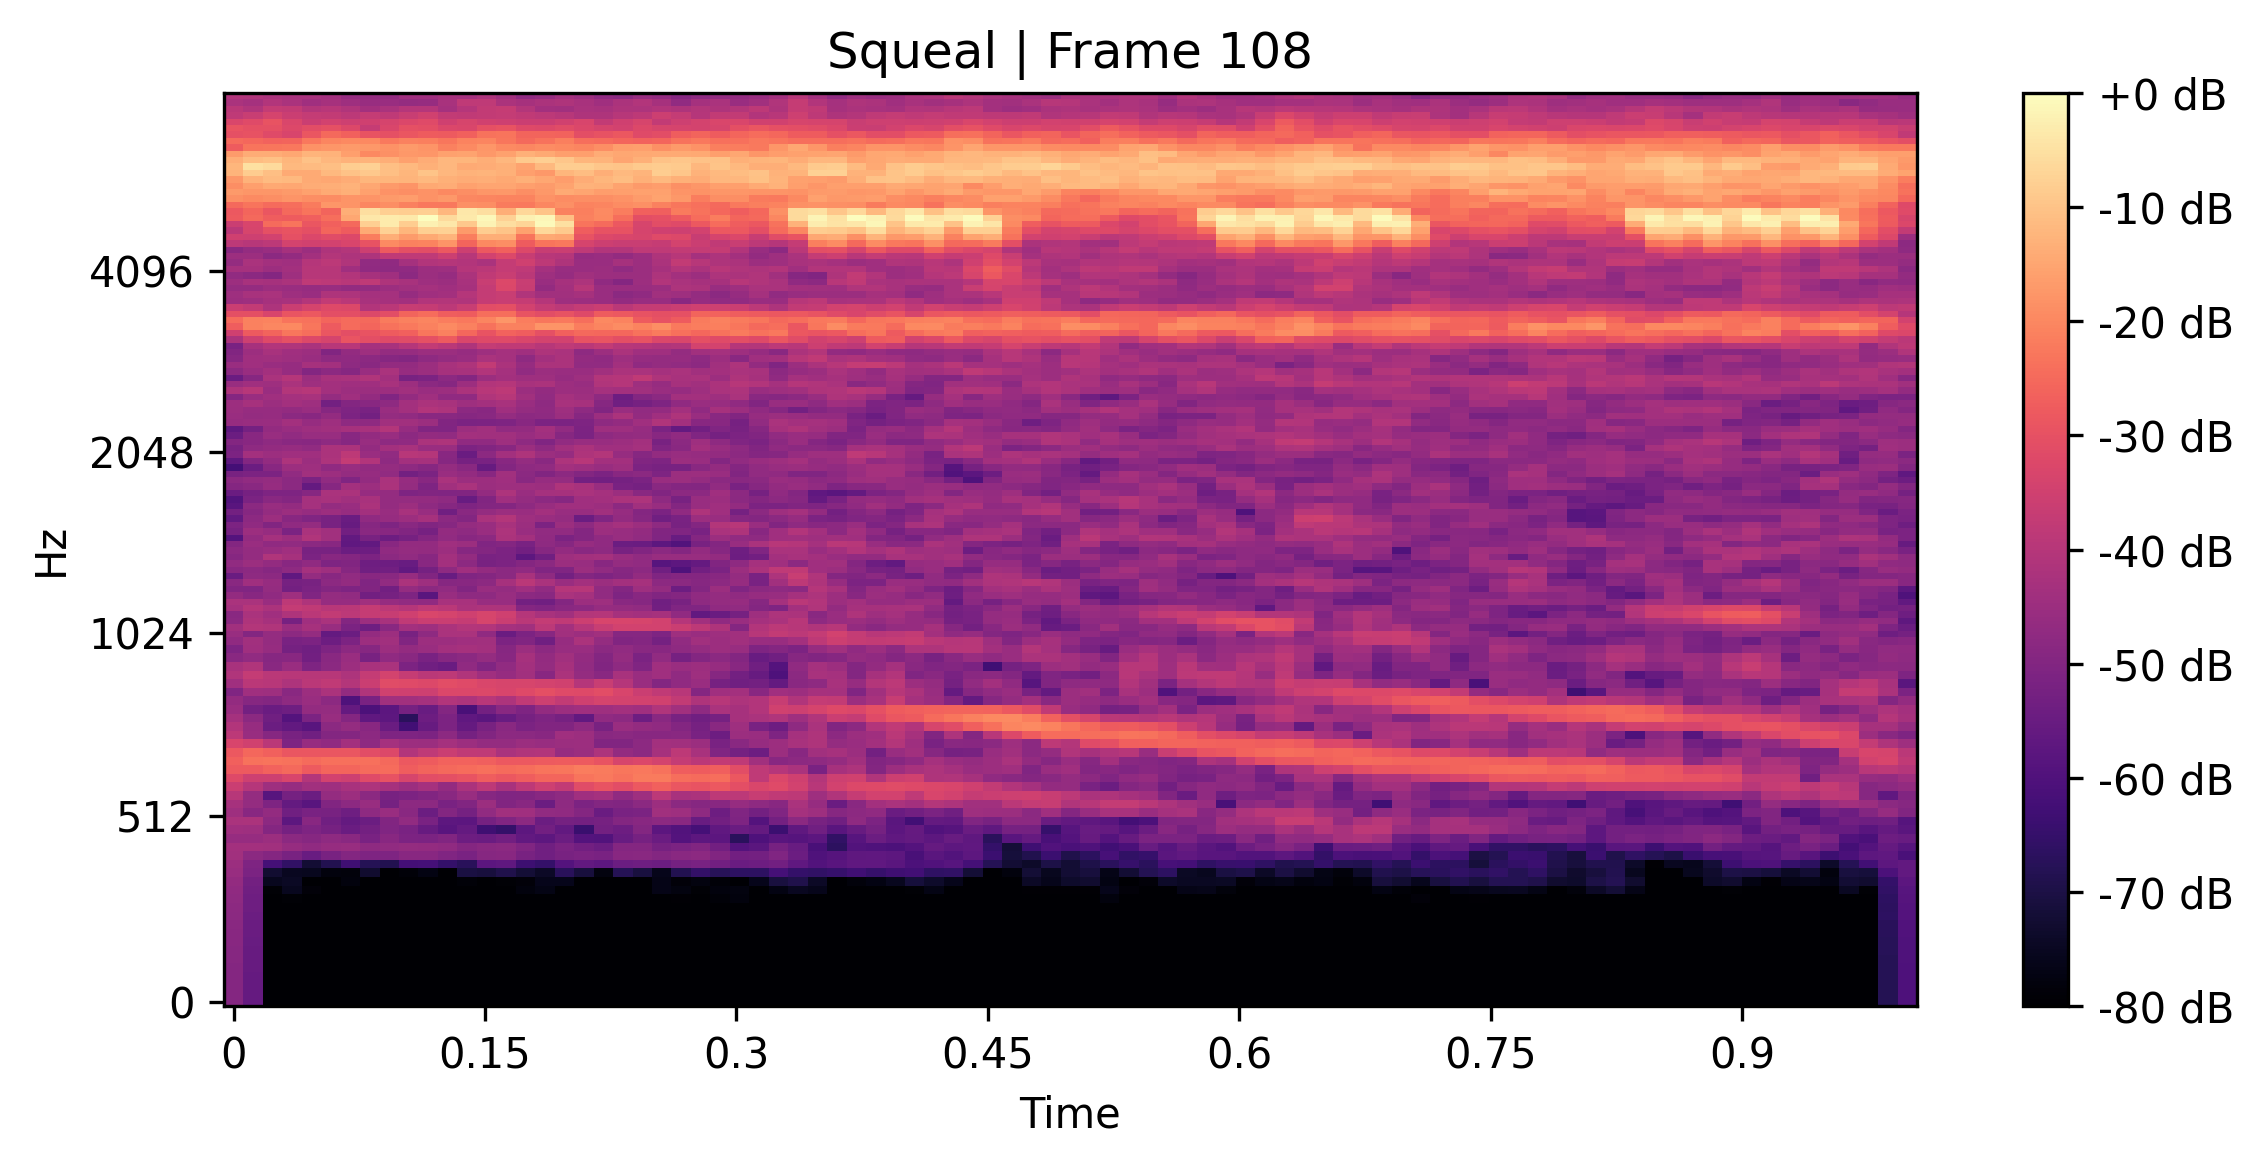 Squeal | Frame 108
+0 dB
-10 dB
-20 dB
-30 dB
-40 dB
-50 dB
-60 dB
-70 dB
-80 dB
4096
2048
1024
512
0
Hz
0 0.15 0.3 0.45 0.6 0.75 0.9
Time